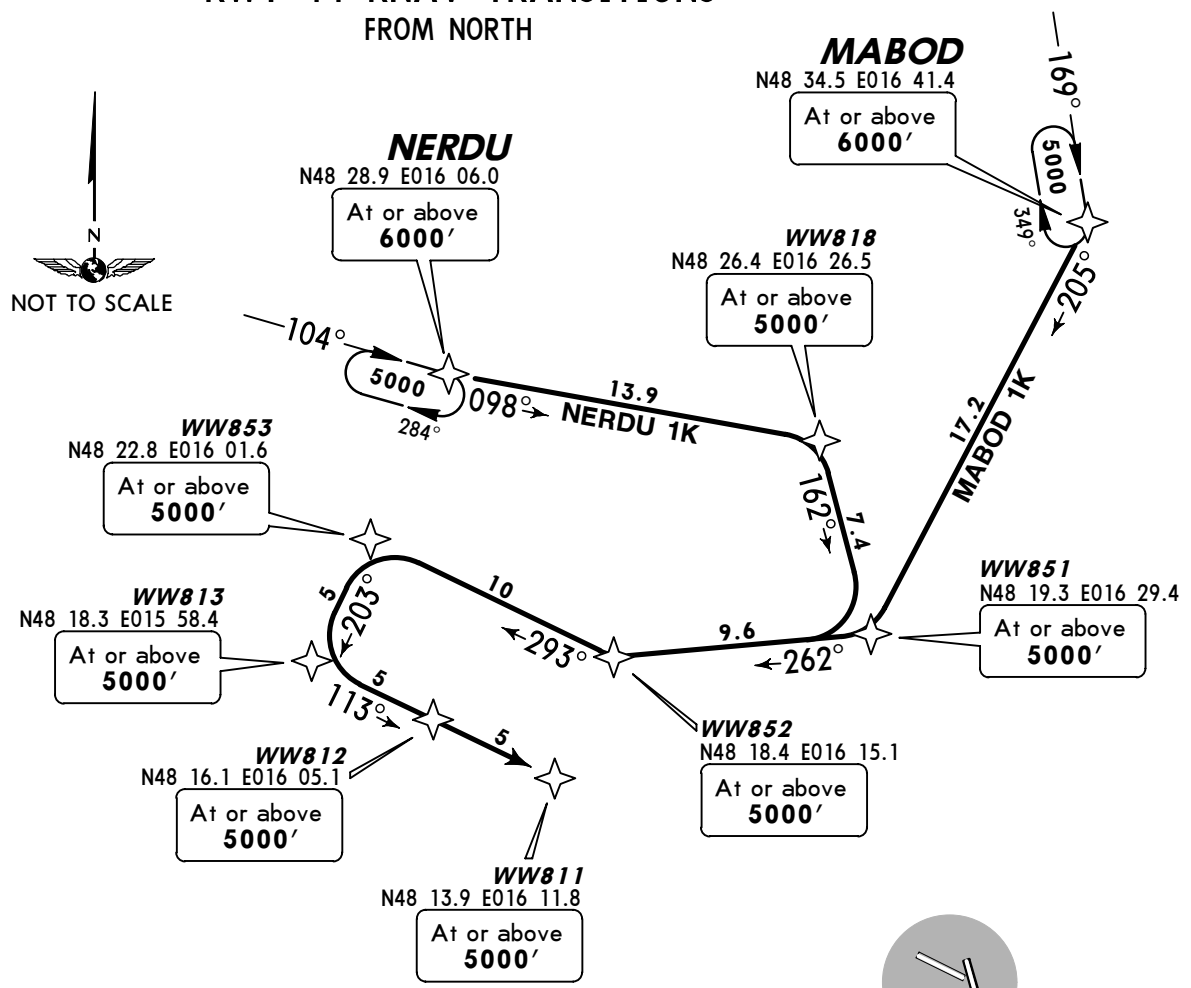 FROM NORTH
MABOD
N48 34.5 E016 41.4
At or above
6000'
169°
5000
349°
205°
17.2
MABOD 1K
NERDU
N48 28.9 E016 06.0
At or above
6000'
N
NOT TO SCALE
104°
5000
284°
098°
13.9
NERDU 1K
WW818
N48 26.4 E016 26.5
At or above
5000'
162°
7.4
WW853
N48 22.8 E016 01.6
At or above
5000'
5
203°
10
293°
9.6
262°
WW851
N48 19.3 E016 29.4
At or above
5000'
WW813
N48 18.3 E015 58.4
At or above
5000'
5
113°
5
WW852
N48 18.4 E016 15.1
At or above
5000'
WW812
N48 16.1 E016 05.1
At or above
5000'
WW811
N48 13.9 E016 11.8
At or above
5000'